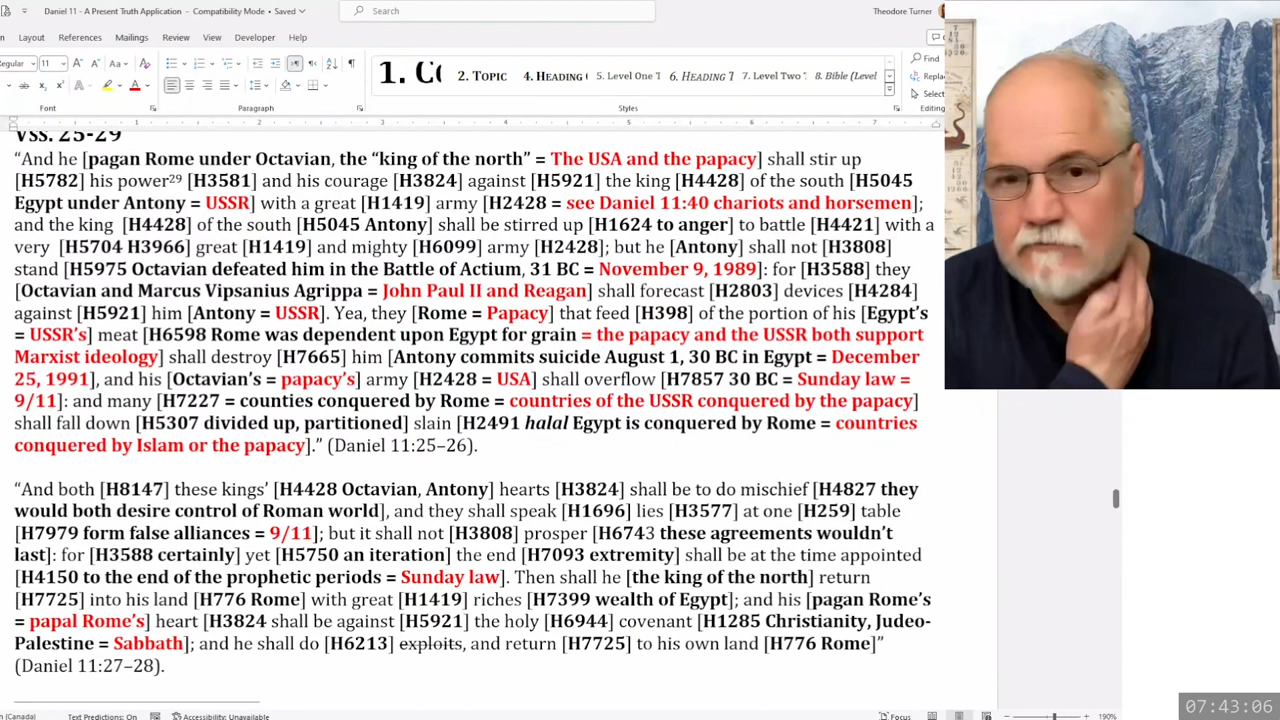 Daniel 11 - A Present Truth Application - Compatibility Mode • Saved
Search
Theodore Turner
Layout References Mailings Review View Developer Help
11
Aa
1. C
2. TOPIC
4. HEADING
5. Level One
6. HEADING
7. Level Two
8. Bible (Level
Find
Font
Paragraph
Styles
Editing
1 2 3 4 5 6 7
Vss. 25-29
“And he [pagan Rome under Octavian, the “king of the north” = The USA and the papacy] shall stir up
[H5782] his power29 [H3581] and his courage [H3824] against [H5921] the king [H4428] of the south [H5045
Egypt under Antony = USSR] with a great [H1419] army [H2428 = see Daniel 11:40 chariots and horsemen];
and the king [H4428] of the south [H5045 Antony] shall be stirred up [H1624 to anger] to battle [H4421] with a
very [H5704 H3966] great [H1419] and mighty [H6099] army [H2428]; but he [Antony] shall not [H3808]
stand [H5975 Octavian defeated him in the Battle of Actium, 31 BC = November 9, 1989]: for [H3588] they
[Octavian and Marcus Vipsanius Agrippa = John Paul II and Reagan] shall forecast [H2803] devices [H4284]
against [H5921] him [Antony = USSR]. Yea, they [Rome = Papacy] that feed [H398] of the portion of his [Egypt’s
= USSR’s] meat [H6598 Rome was dependent upon Egypt for grain = the papacy and the USSR both support
Marxist ideology] shall destroy [H7665] him [Antony commits suicide August 1, 30 BC in Egypt = December
25, 1991], and his [Octavian’s = papacy’s] army [H2428 = USA] shall overflow [H7857 30 BC = Sunday law =
9/11]: and many [H7227 = counties conquered by Rome = countries of the USSR conquered by the papacy]
shall fall down [H5307 divided up, partitioned] slain [H2491 halal Egypt is conquered by Rome = countries
conquered by Islam or the papacy].” (Daniel 11:25–26).
“And both [H8147] these kings’ [H4428 Octavian, Antony] hearts [H3824] shall be to do mischief [H4827 they
would both desire control of Roman world], and they shall speak [H1696] lies [H3577] at one [H259] table
[H7979 form false alliances = 9/11]; but it shall not [H3808] prosper [H6743 these agreements wouldn’t
last]: for [H3588 certainly] yet [H5750 an iteration] the end [H7093 extremity] shall be at the time appointed
[H4150 to the end of the prophetic periods = Sunday law]. Then shall he [the king of the north] return
[H7725] into his land [H776 Rome] with great [H1419] riches [H7399 wealth of Egypt]; and his [pagan Rome’s
= papal Rome’s] heart [H3824 shall be against [H5921] the holy [H6944] covenant [H1285 Christianity, Judeo-
Palestine = Sabbath]; and he shall do [H6213] exploits, and return [H7725] to his own land [H776 Rome]”
(Daniel 11:27–28).
(Canada)
Text Predictions: On
Accessibility: Unavailable
Focus
190%
07:43:06